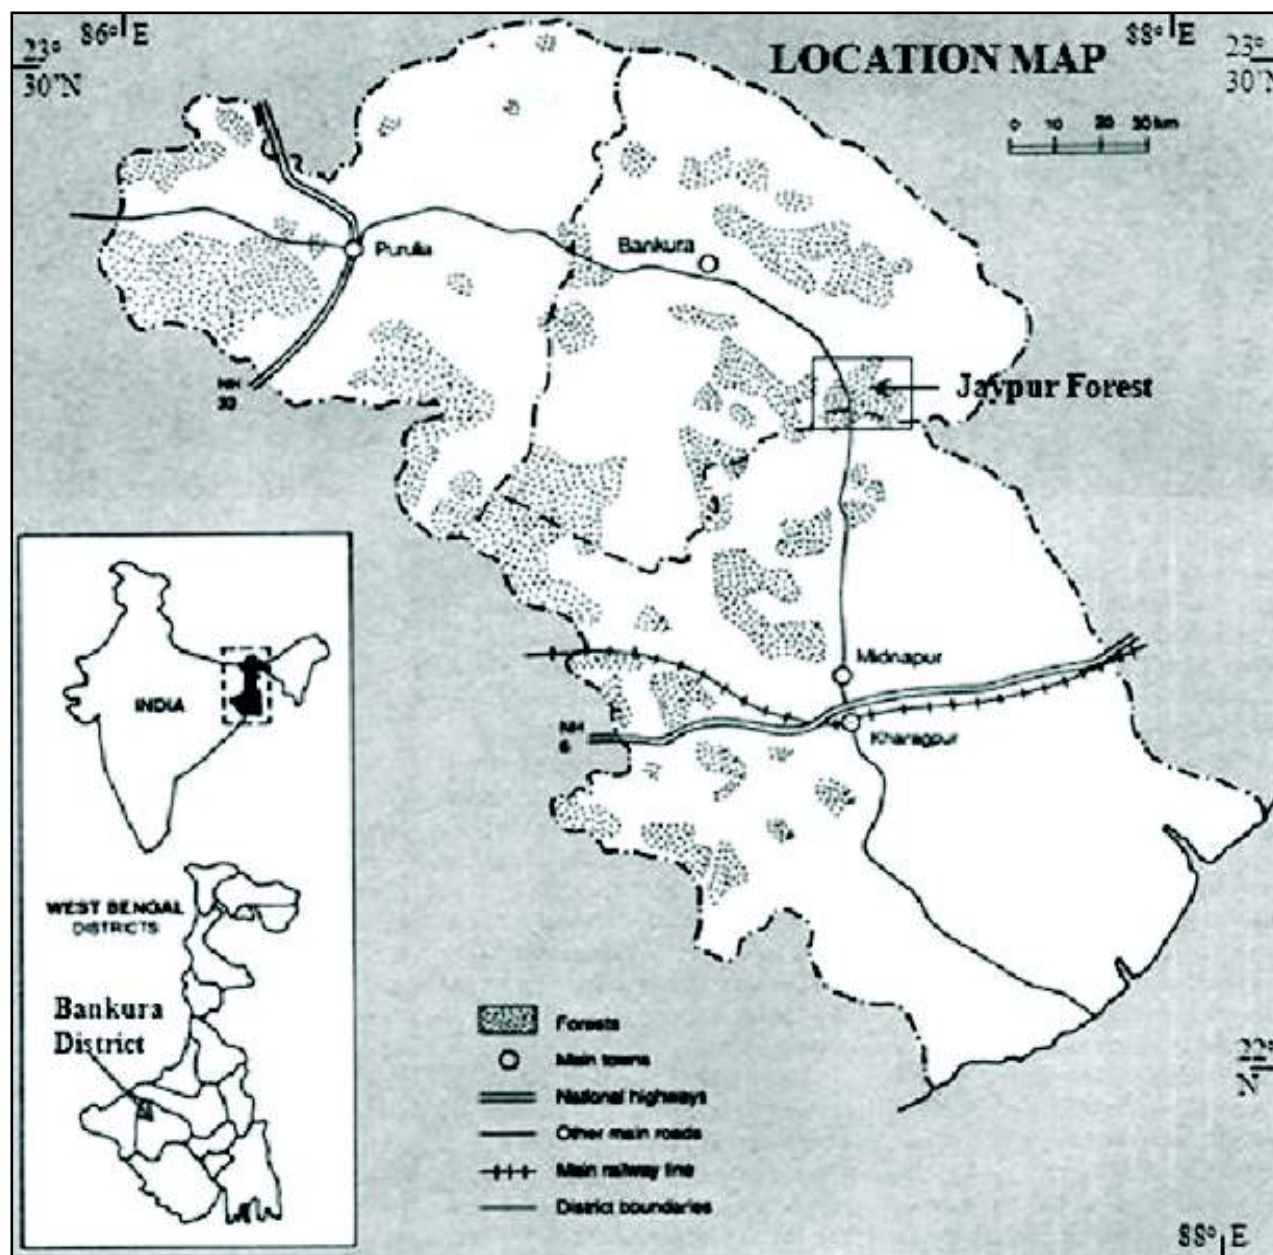 86° E
88° E
23°
30'N
23°
30'N
LOCATION MAP
0 10 20 30 km
Purulia
Bankura
Jaypur Forest
NH
Midnapur
NH
6
Kharagpur
INDIA
WEST BENGAL
DISTRICTS
Bankura
District
Forests
Main towns
National highways
Other main roads
Main railway line
District boundaries
22°
N
88° E